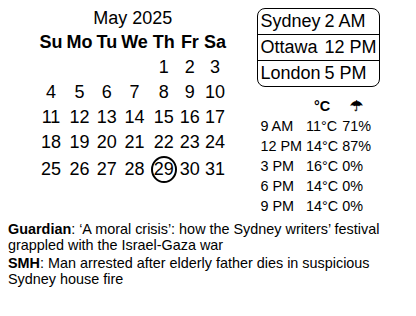 May 2025
Su Mo Tu We Th Fr Sa
1 2 3
4 5 6 7 8 9 10
11 12 13 14 15 16 17
18 19 20 21 22 23 24
25 26 27 28 29 30 31
Sydney 2 AM
Ottawa 12 PM
London 5 PM
°C ☂
9 AM 11°C 71%
12 PM 14°C 87%
3 PM 16°C 0%
6 PM 14°C 0%
9 PM 14°C 0%
Guardian: ‘A moral crisis’: how the Sydney writers’ festival
grappled with the Israel-Gaza war
SMH: Man arrested after elderly father dies in suspicious
Sydney house fire